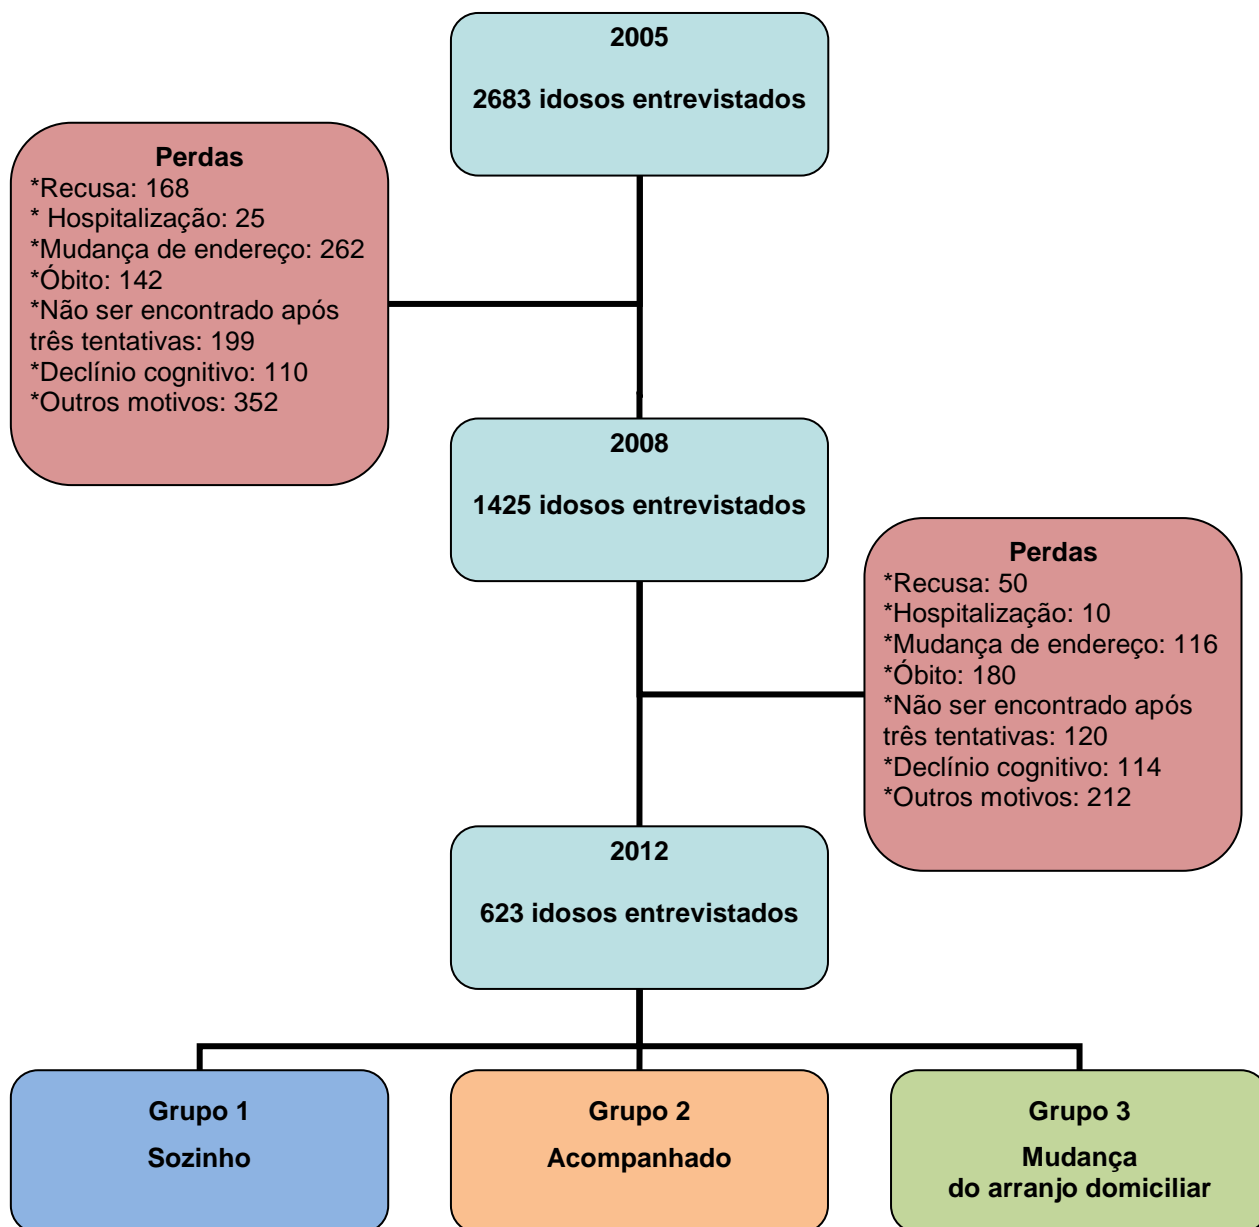 2005
2683 idosos entrevistados
Perdas
*Recusa: 168
* Hospitalização: 25
*Mudança de endereço: 262
*Óbito: 142
*Não ser encontrado após
três tentativas: 199
*Declínio cognitivo: 110
*Outros motivos: 352
2008
1425 idosos entrevistados
Perdas
*Recusa: 50
*Hospitalização: 10
*Mudança de endereço: 116
*Óbito: 180
*Não ser encontrado após
três tentativas: 120
*Declínio cognitivo: 114
*Outros motivos: 212
2012
623 idosos entrevistados
Grupo 1
Sozinho
Grupo 2
Acompanhado
Grupo 3
Mudança
do arranjo domiciliar